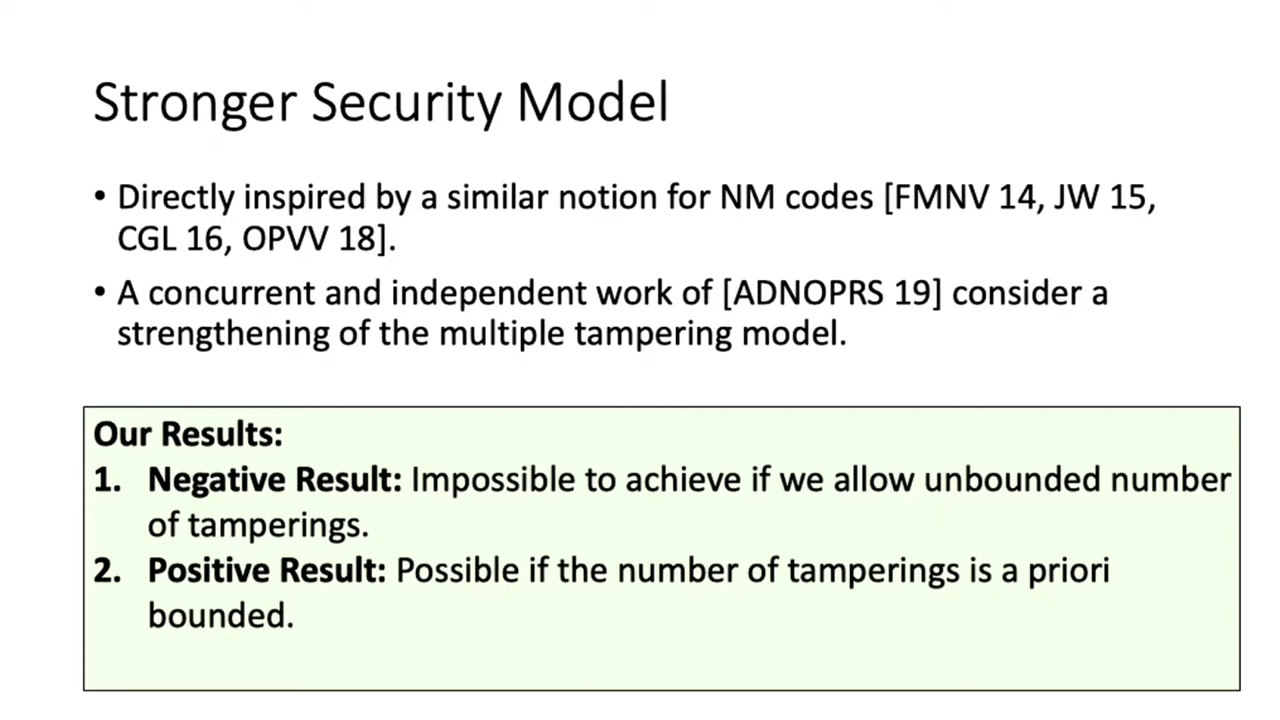 Stronger Security Model
• Directly inspired by a similar notion for NM codes [FMNV 14, JW 15,
CGL 16, OPVV 18].
• A concurrent and independent work of [ADNOPRS 19] consider a
strengthening of the multiple tampering model.
Our Results:
1. Negative Result: Impossible to achieve if we allow unbounded number
of tamperings.
2. Positive Result: Possible if the number of tamperings is a priori
bounded.